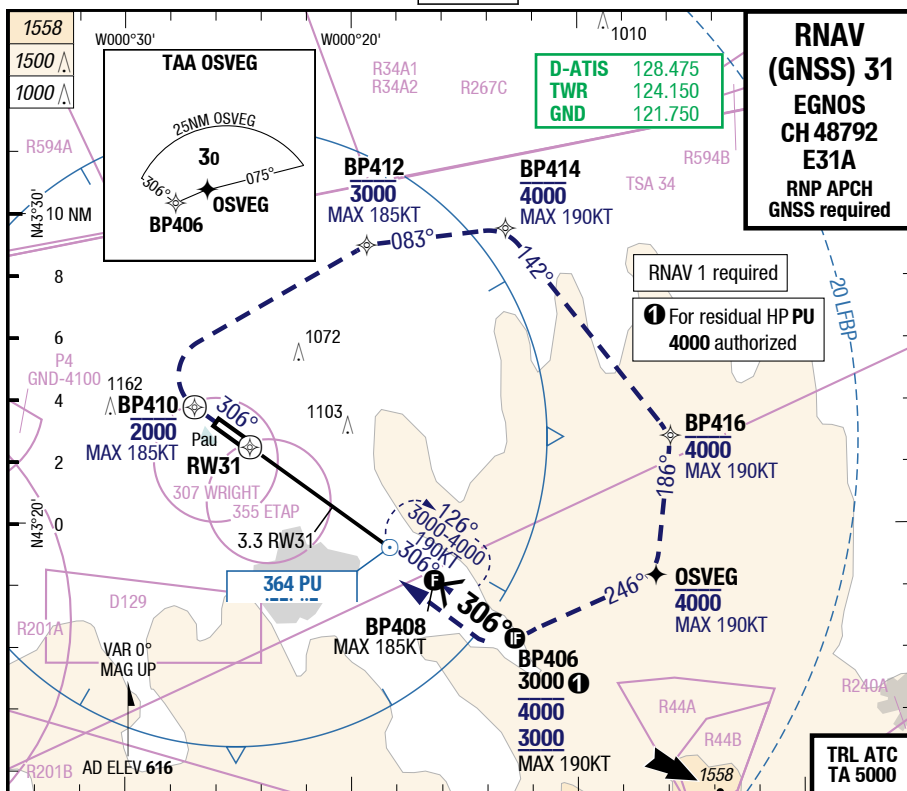 1558
1500
1000
W000°30'
W000°20'
1010
RNAV
(GNSS) 31
EGNOS
CH 48792
E31A
RNP APCH
GNSS required
D-ATIS 128.475
TWR 124.150
GND 121.750
TAA OSVEG
25NM OSVEG
3o
306°
075°
OSVEG
BP406
R34A1
R34A2
R267C
R594A
R594B
TSA 34
N43°30'
10 NM
8
6
4
2
0
N43°20'
BP412
3000
MAX 185KT
BP414
4000
MAX 190KT
083°
142°
RNAV 1 required
1 For residual HP PU
4000 authorized
20 LFBP
P4
GND-4100
1072
1162
1103
BP410
2000
MAX 185KT
306°
Pau
RW31
307 WRIGHT
355 ETAP
BP416
4000
MAX 190KT
186°
3.3 RW31
126°
3000-4000
190KT
306°
364 PU
F
306°
IF
246°
OSVEG
4000
MAX 190KT
BP408
MAX 185KT
BP406
3000 1
4000
3000
MAX 190KT
D129
R201A
VAR 0°
MAG UP
R201B
AD ELEV 616
R44A
R44B
R240A
1558
TRL ATC
TA 5000